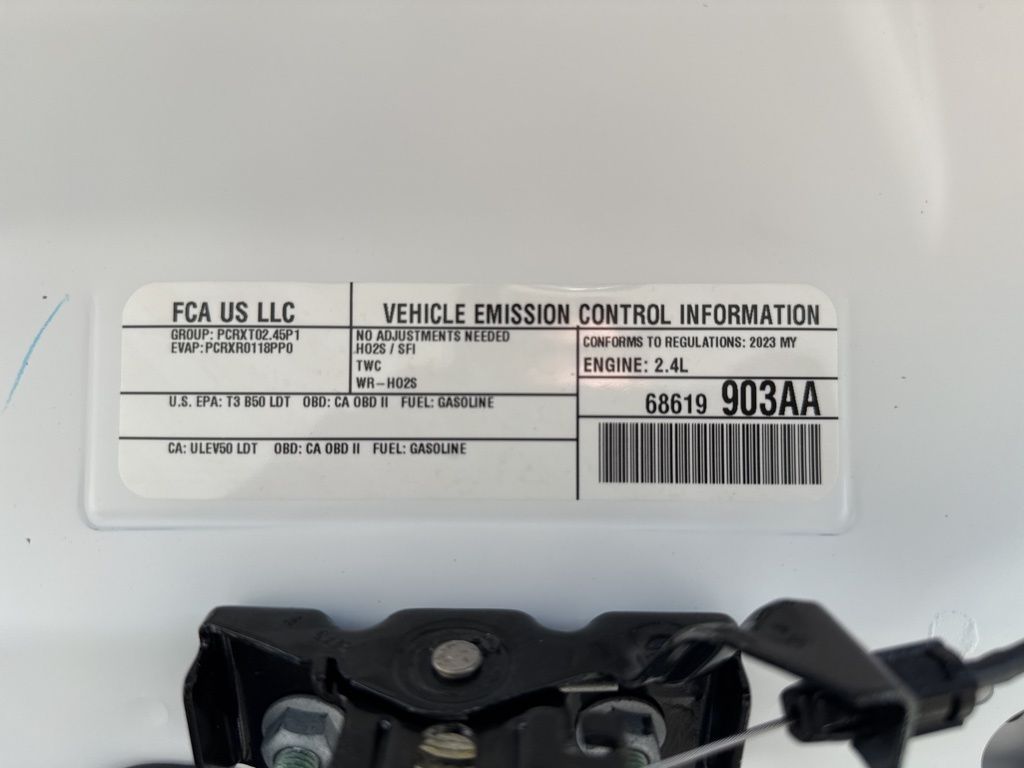 FCA US LLC
VEHICLE EMISSION CONTROL INFORMATION
GROUP: PCRXT02.45P1
EVAP: PCRXR0118PP0
NO ADJUSTMENTS NEEDED
HO2S / SFI
TWC
WR-HO2S
CONFORMS TO REGULATIONS: 2023 MY
ENGINE: 2.4L
68619 903AA
U.S. EPA: T3 B50 LDT OBD: CA OBD II FUEL: GASOLINE
CA: ULEV50 LDT OBD: CA OBD II FUEL: GASOLINE